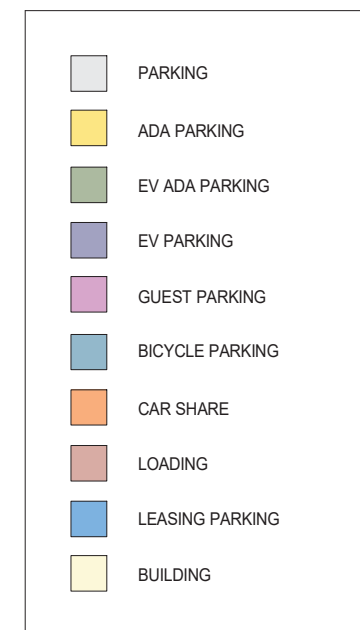 PARKING
ADA PARKING
EV ADA PARKING
EV PARKING
GUEST PARKING
BICYCLE PARKING
CAR SHARE
LOADING
LEASING PARKING
BUILDING